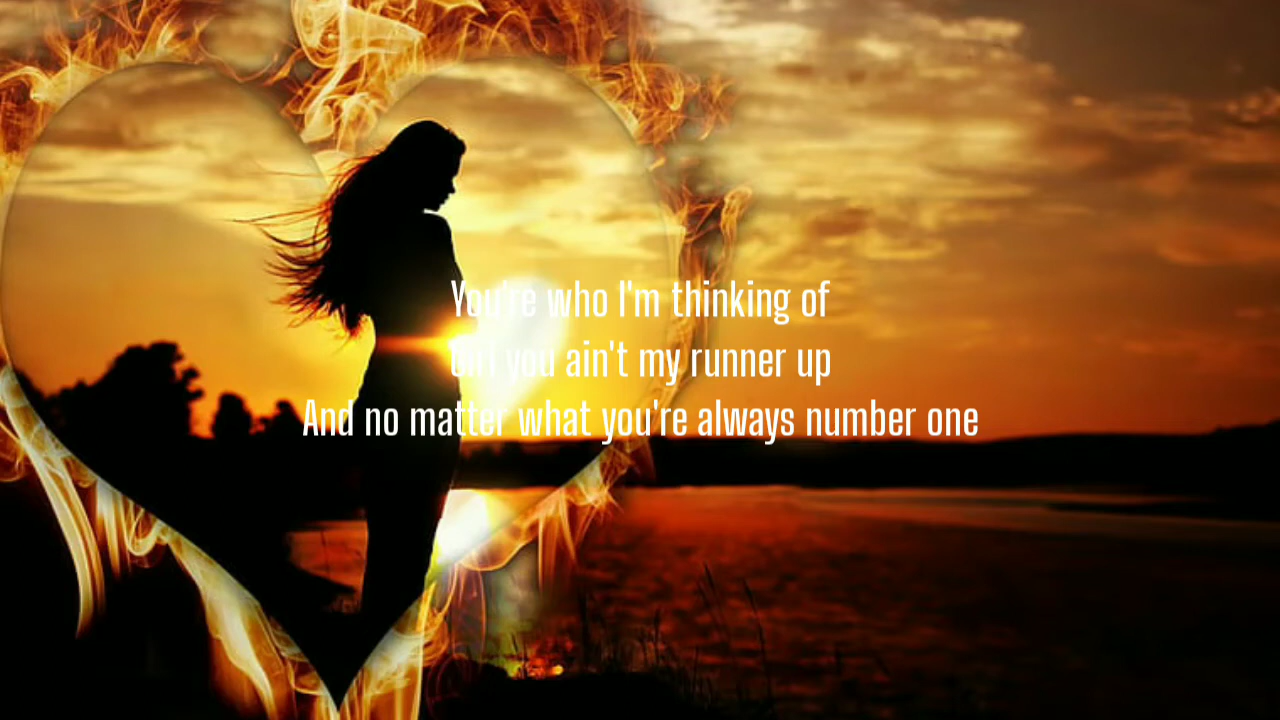 You're who I'm thinking of
Girl you ain't my runner up
And no matter what you're always number one